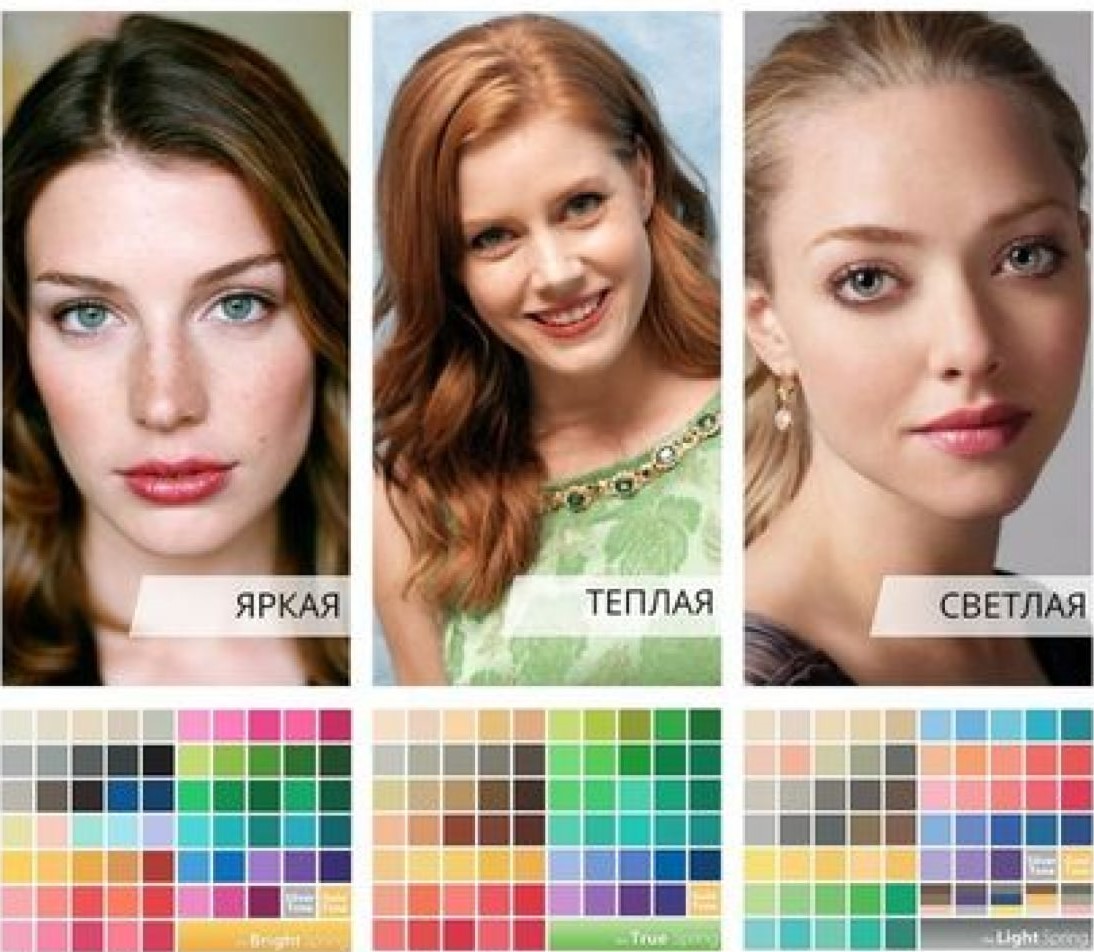 ЯРКАЯ
ТЕПЛАЯ
СВЕТЛАЯ
Silver
Tone
Gold
Tone
Bright Spring
Gold
Tone
True Spring
Silver
Tone
Gold
Tone
Light Spring